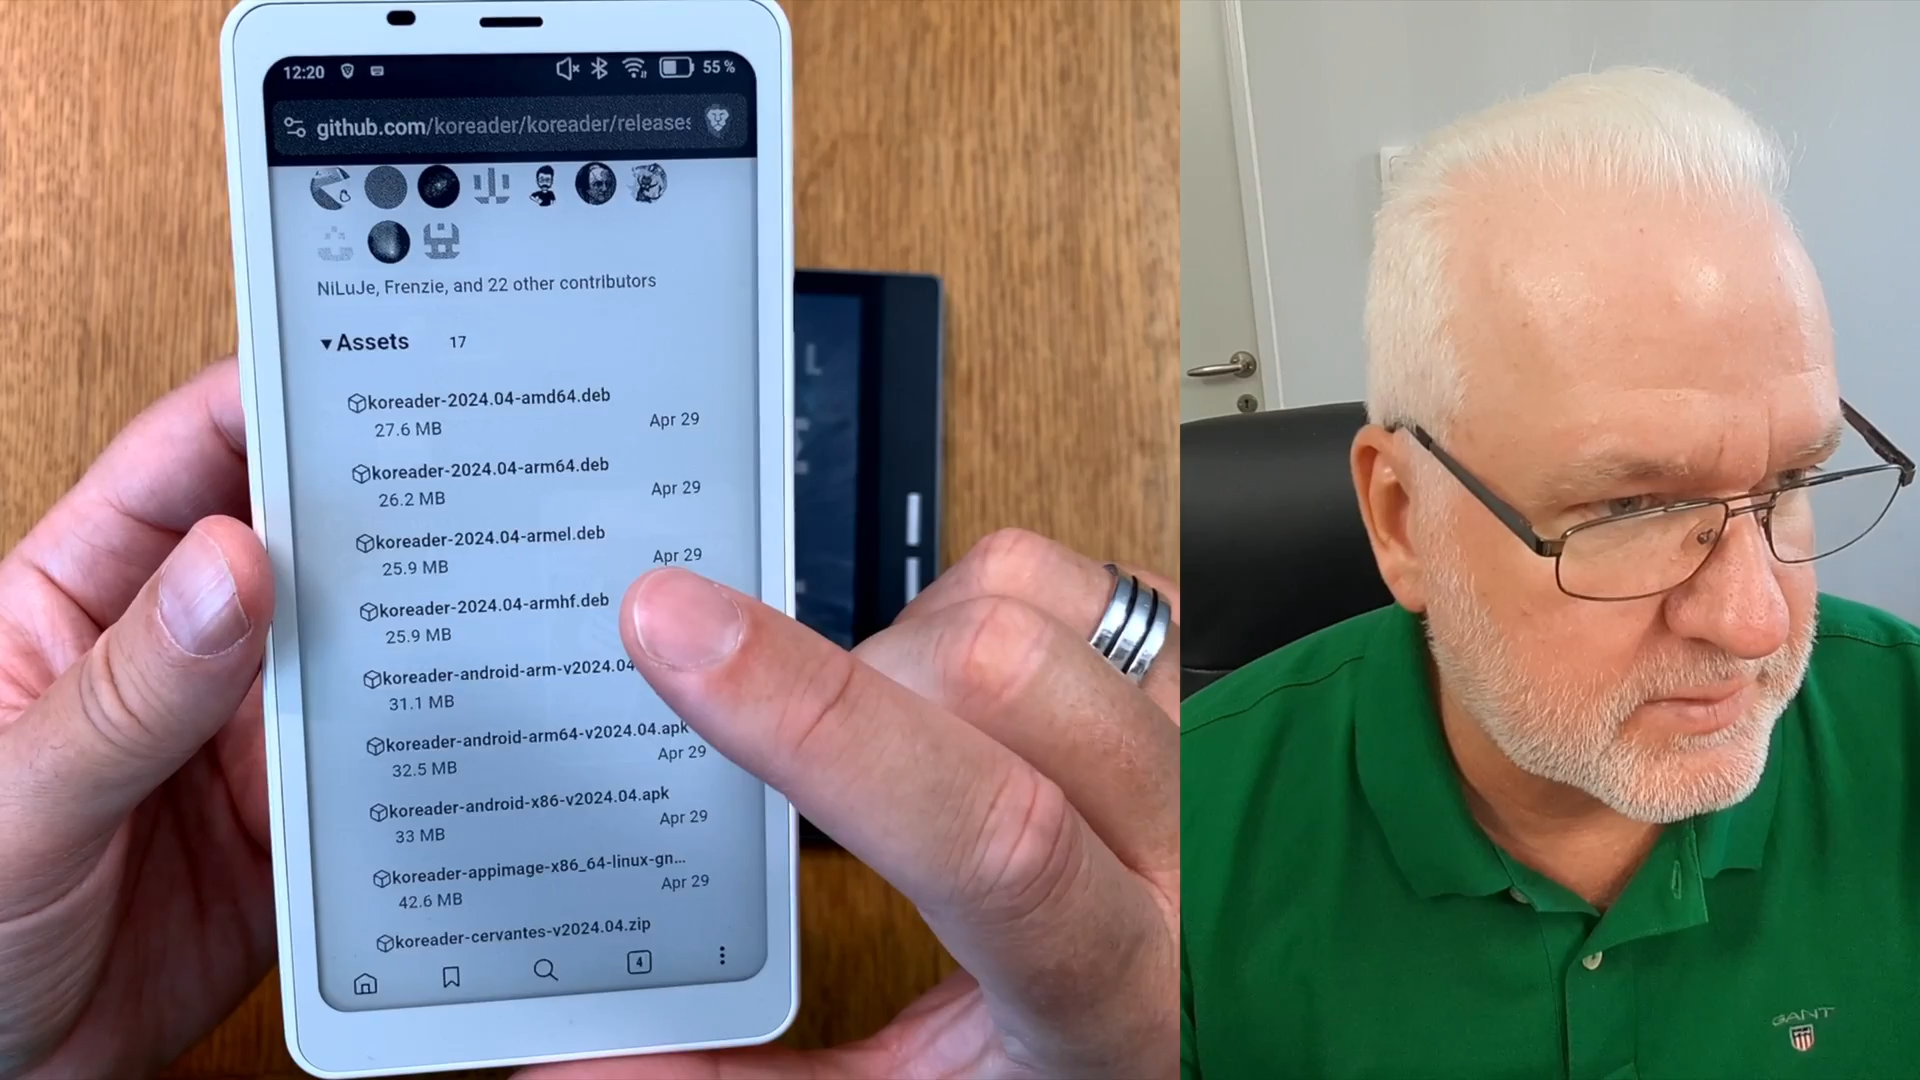 12:20
55 %
github.com/koreader/koreader/releases
NiLuJe, Frenzie, and 22 other contributors
Assets 17
koreader-2024.04-amd64.deb
27.6 MB Apr 29
koreader-2024.04-arm64.deb
26.2 MB Apr 29
koreader-2024.04-armel.deb
25.9 MB Apr 29
koreader-2024.04-armhf.deb
25.9 MB
koreader-android-arm-v2024.04
31.1 MB
koreader-android-arm64-v2024.04.apk
32.5 MB Apr 29
koreader-android-x86-v2024.04.apk
33 MB Apr 29
koreader-appimage-x86_64-linux-gn...
42.6 MB Apr 29
koreader-cervantes-v2024.04.zip
4
GANT